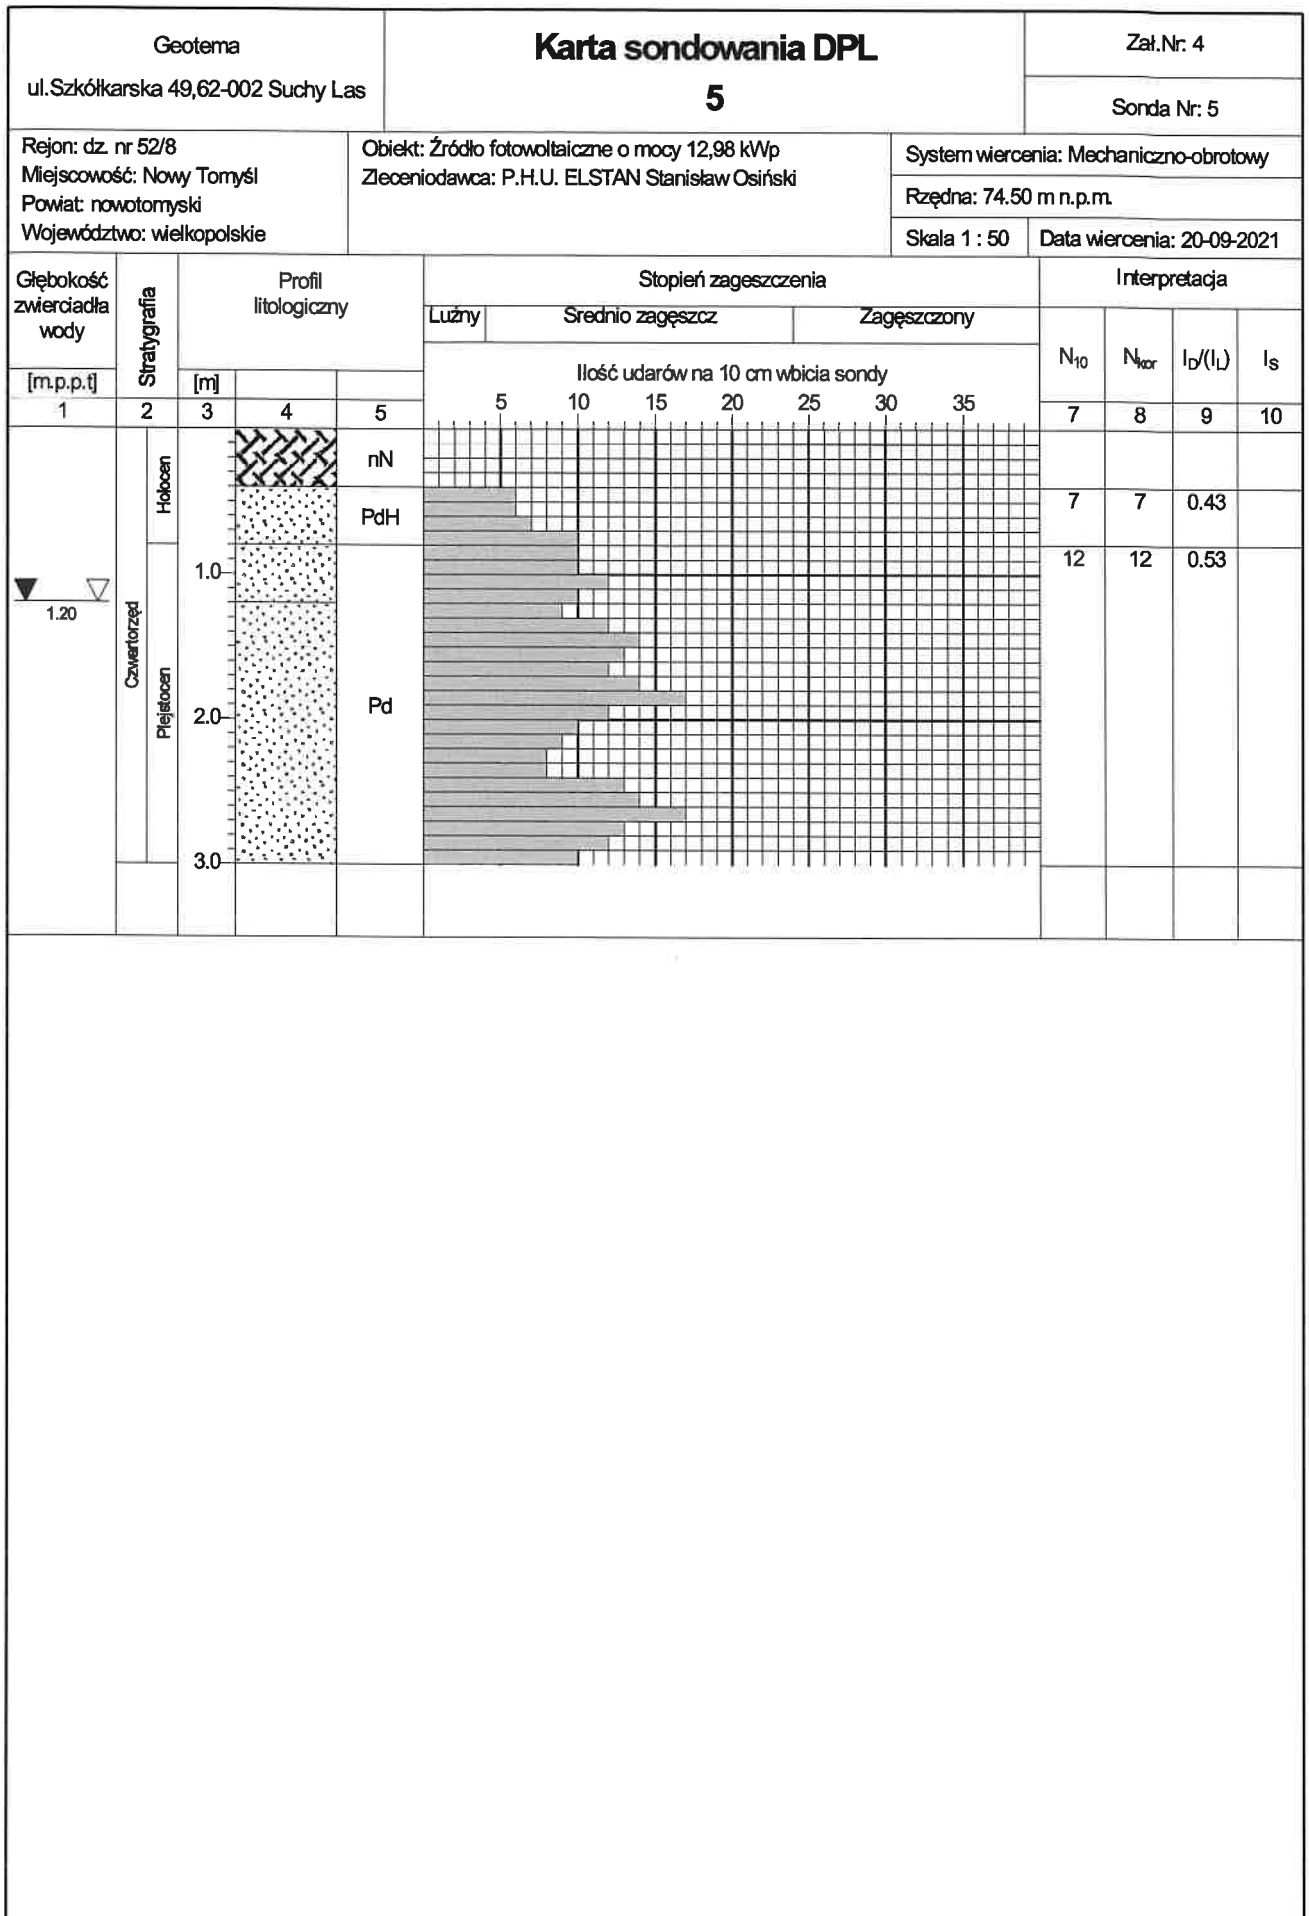 Geotema
ul.Szkółkarska 49,62-002 Suchy Las
Karta sondowania DPL
5
Zał.Nr: 4
Sonda Nr: 5
Rejon: dz. nr 52/8
Miejscowość: Nowy Tomyśl
Powiat: nowotomyski
Województwo: wielkopolskie
Obiekt: Źródło fotowoltaiczne o mocy 12,98 kWp
Zleceniodawca: P.H.U. ELSTAN Stanisław Osiński
System wiercenia: Mechaniczno-obrotowy
Rzędna: 74.50 m n.p.m.
Skala 1 : 50
Data wiercenia: 20-09-2021
Głębokość
zwierciadła
wody
[m.p.p.t]
Stratygrafia
Profil
litologiczny
[m]
Stopień zageszczenia
Luźny
Srednio zagęszcz
Zagęszczony
Ilość udarów na 10 cm wbicia sondy
5 10 15 20 25 30 35
Interpretacja
N10
Nkor
ID/(IL)
IS
1 2 3 4 5 7 8 9 10
Czwartorzęd
Holocen
Plejstocen
nN
PdH
7 7 0.43
12 12 0.53
1.0
1.20
Pd
2.0
3.0